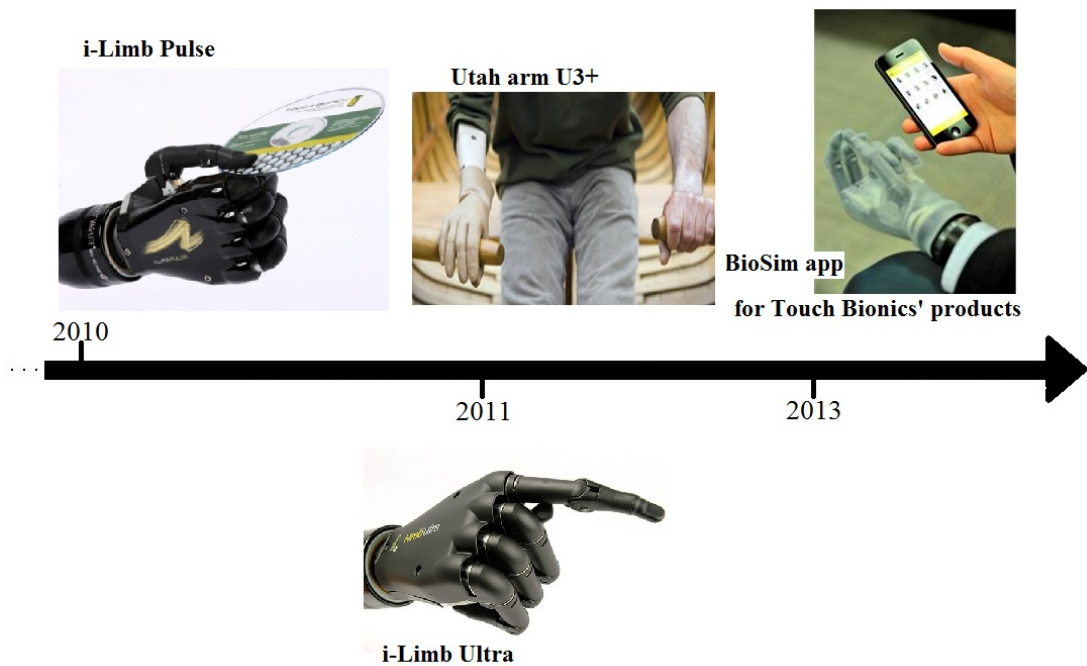 i-Limb Pulse
Utah arm U3+
BioSim app
for Touch Bionics' products
2010
. . .
2011
2013
i-Limb Ultra